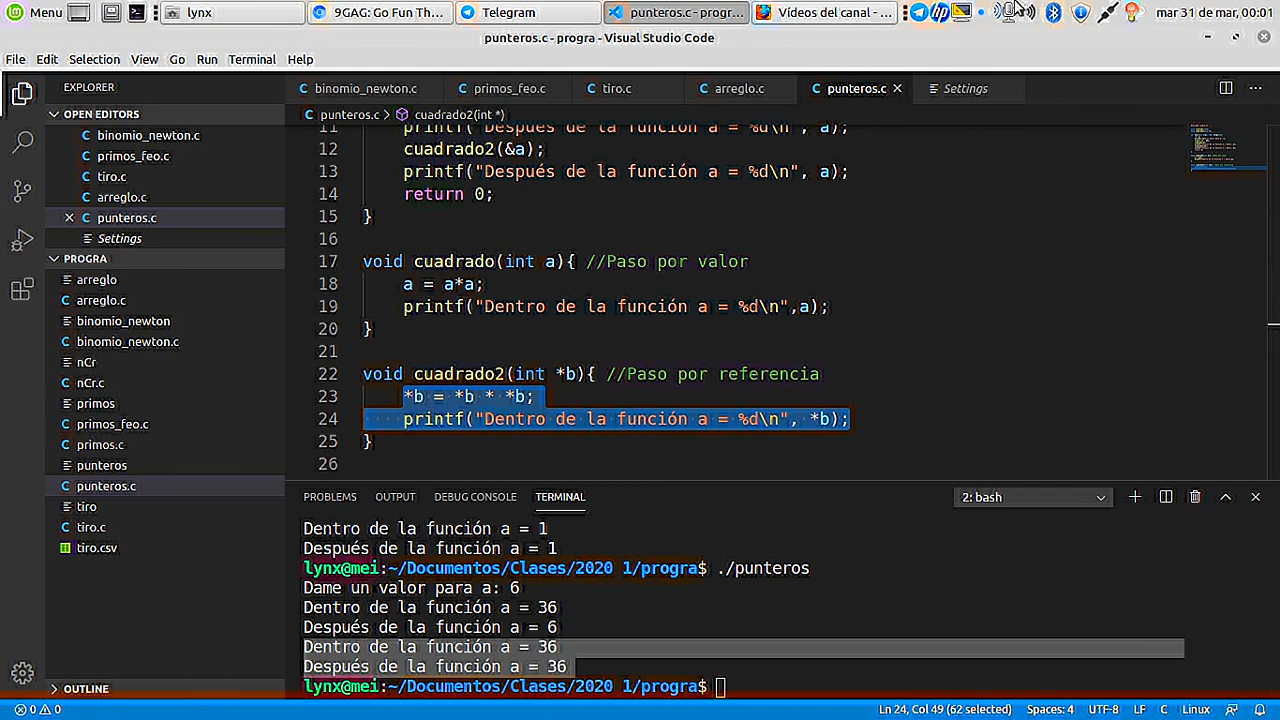 Menu
lynx
9GAG: Go Fun Th...
Telegram
punteros.c - progr...
Vídeos del canal - ...
mar 31 de mar, 00:01
punteros.c - progra - Visual Studio Code
File Edit Selection View Go Run Terminal Help
EXPLORER
OPEN EDITORS
binomio_newton.c
primos_feo.c
tiro.c
arreglo.c
punteros.c
Settings
PROGRA
arreglo
arreglo.c
binomio_newton
binomio_newton.c
nCr
nCr.c
primos
primos_feo.c
primos.c
punteros
punteros.c
tiro
tiro.c
tiro.csv
OUTLINE
binomio_newton.c
primos_feo.c
tiro.c
arreglo.c
punteros.c
Settings
punteros.c > cuadrado2(int *)
11 printf("Después de la función a = %d\n", a);
12 cuadrado2(&a);
13 printf("Después de la función a = %d\n", a);
14 return 0;
15 }
16
17 void cuadrado(int a){ //Paso por valor
18 a = a*a;
19 printf("Dentro de la función a = %d\n",a);
20 }
21
22 void cuadrado2(int *b){ //Paso por referencia
23 *b = *b * *b;
24 printf("Dentro de la función a = %d\n", *b);
25 }
26
PROBLEMS OUTPUT DEBUG CONSOLE TERMINAL
2: bash
Dentro de la función a = 1
Después de la función a = 1
lynx@mei:~/Documentos/Clases/2020 1/progra$ ./punteros
Dame un valor para a: 6
Dentro de la función a = 36
Después de la función a = 6
Dentro de la función a = 36
Después de la función a = 36
lynx@mei:~/Documentos/Clases/2020 1/progra$
0 0
Ln 24, Col 49 (62 selected) Spaces: 4 UTF-8 LF C Linux